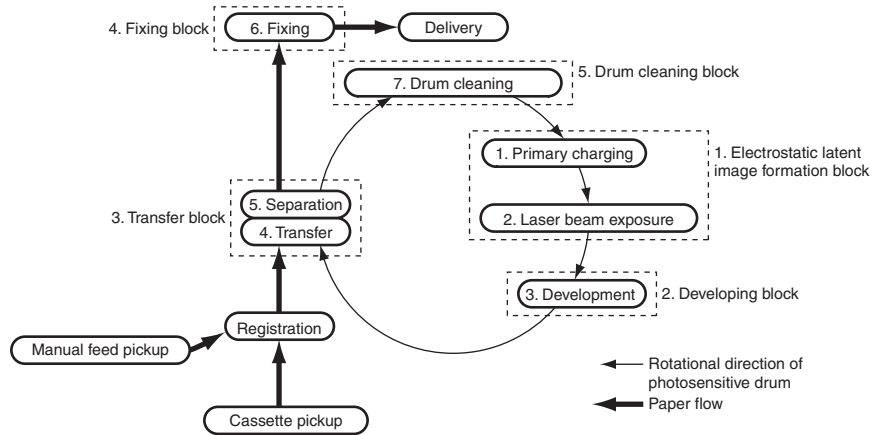 4. Fixing block
6. Fixing
Delivery
7. Drum cleaning
5. Drum cleaning block
1. Primary charging
1. Electrostatic latent
image formation block
2. Laser beam exposure
3. Transfer block
5. Separation
4. Transfer
3. Development
2. Developing block
Registration
Manual feed pickup
Cassette pickup
Rotational direction of
photosensitive drum
Paper flow